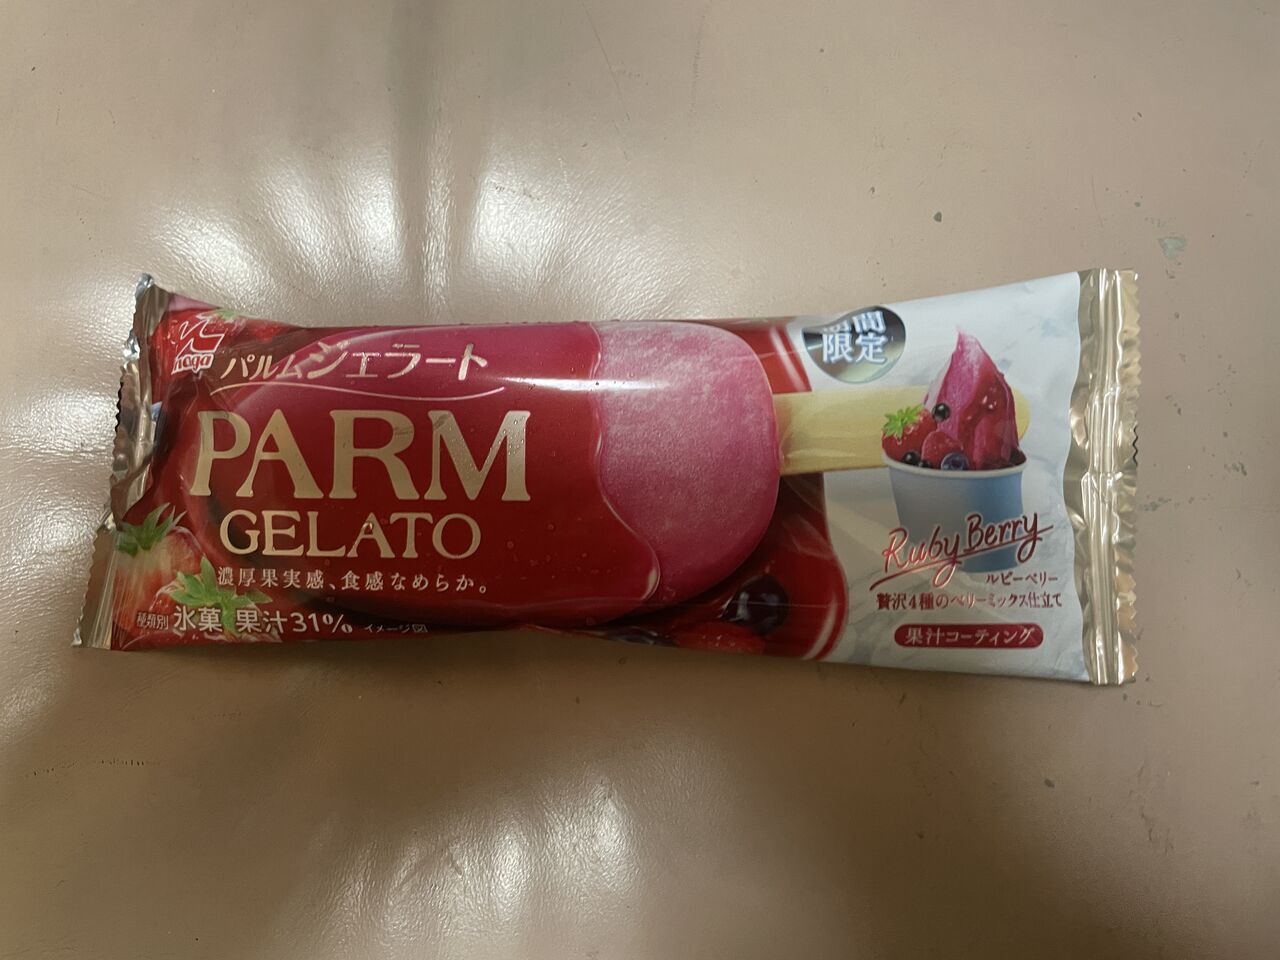 パルムジェラート
PARM
GELATO
濃厚果実感、食感なめらか。
種類別 氷菓 果汁31% イメージ図
期間
限定
Ruby Berry
ルビーベリー
贅沢4種のベリーミックス仕立て
果汁コーティング